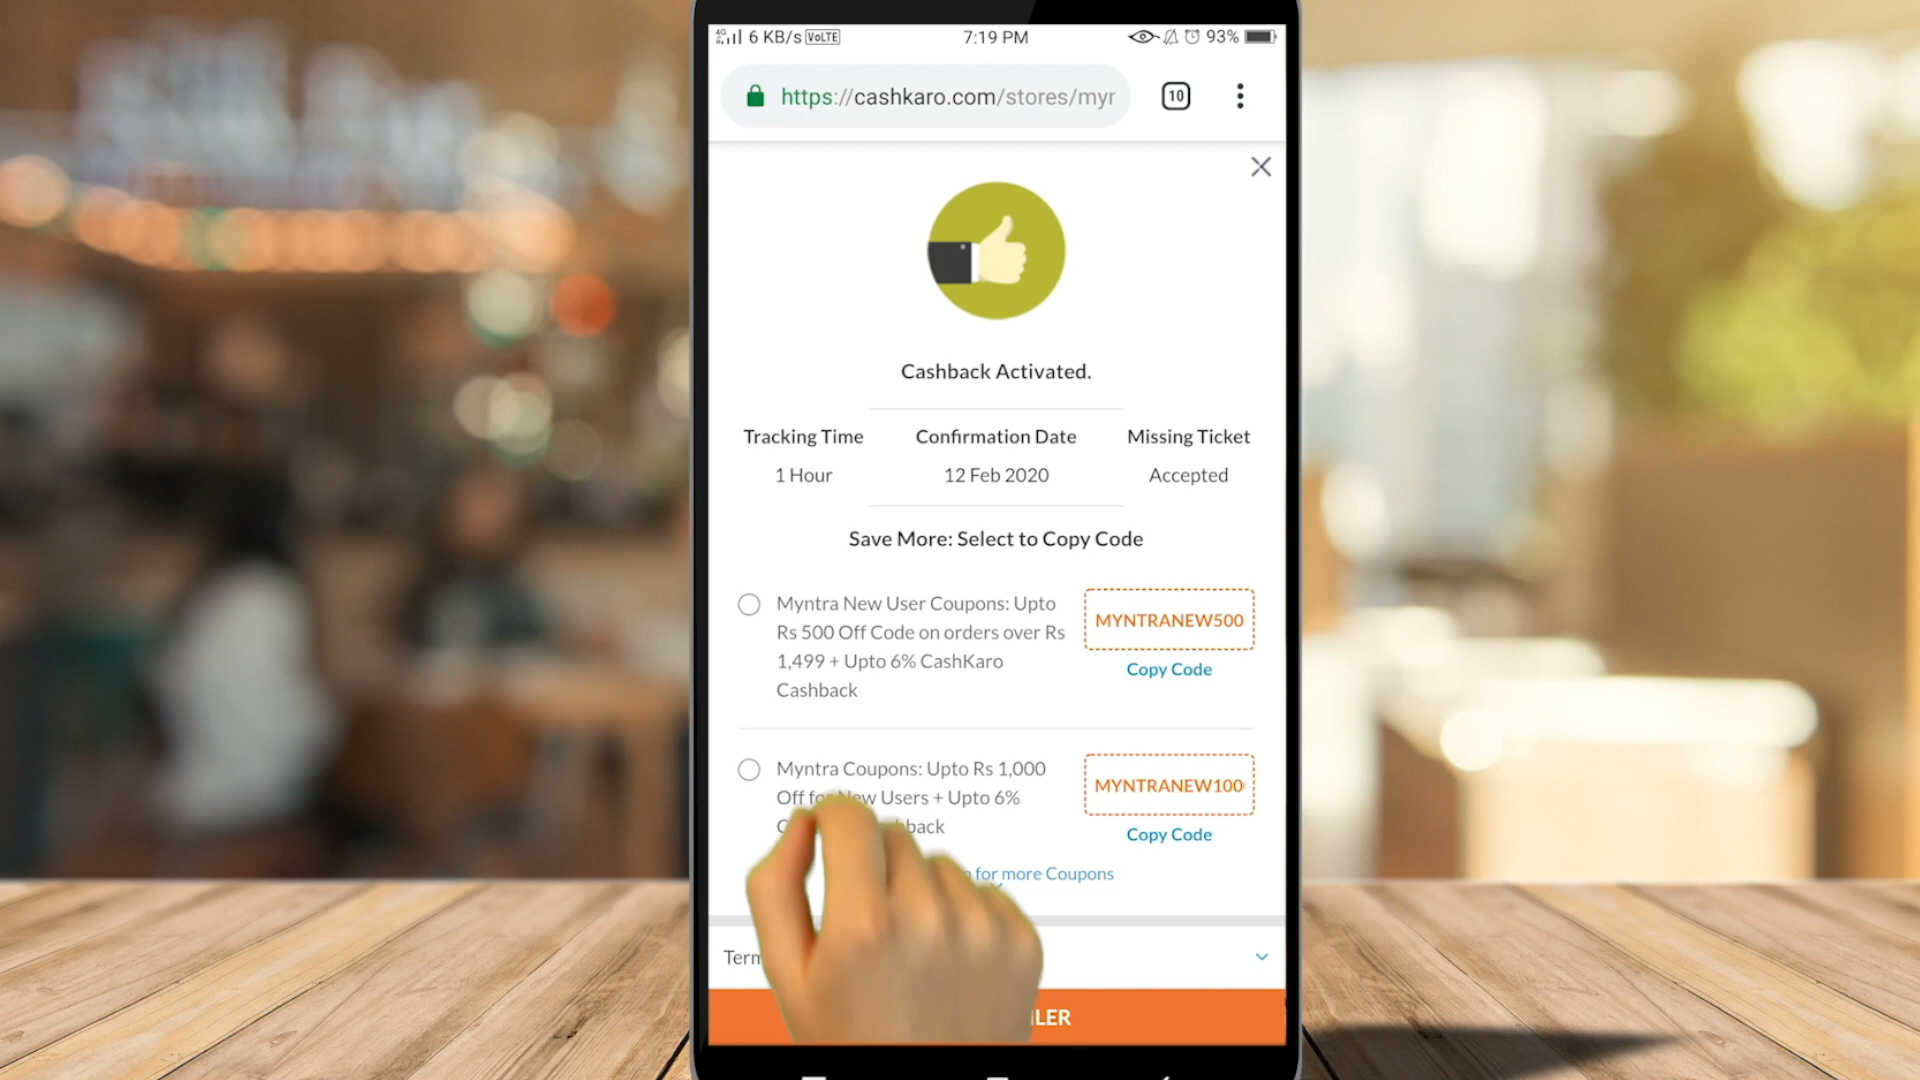 6 KB/s VoLTE 7:19 PM 93%
https://cashkaro.com/stores/myr 10
Cashback Activated.
Tracking Time Confirmation Date Missing Ticket
1 Hour 12 Feb 2020 Accepted
Save More: Select to Copy Code
Myntra New User Coupons: Upto
Rs 500 Off Code on orders over Rs
1,499 + Upto 6% CashKaro
Cashback
MYNTRANEW500
Copy Code
Myntra Coupons: Upto Rs 1,000
Off for New Users + Upto 6%
MYNTRANEW100
Copy Code
for more Coupons